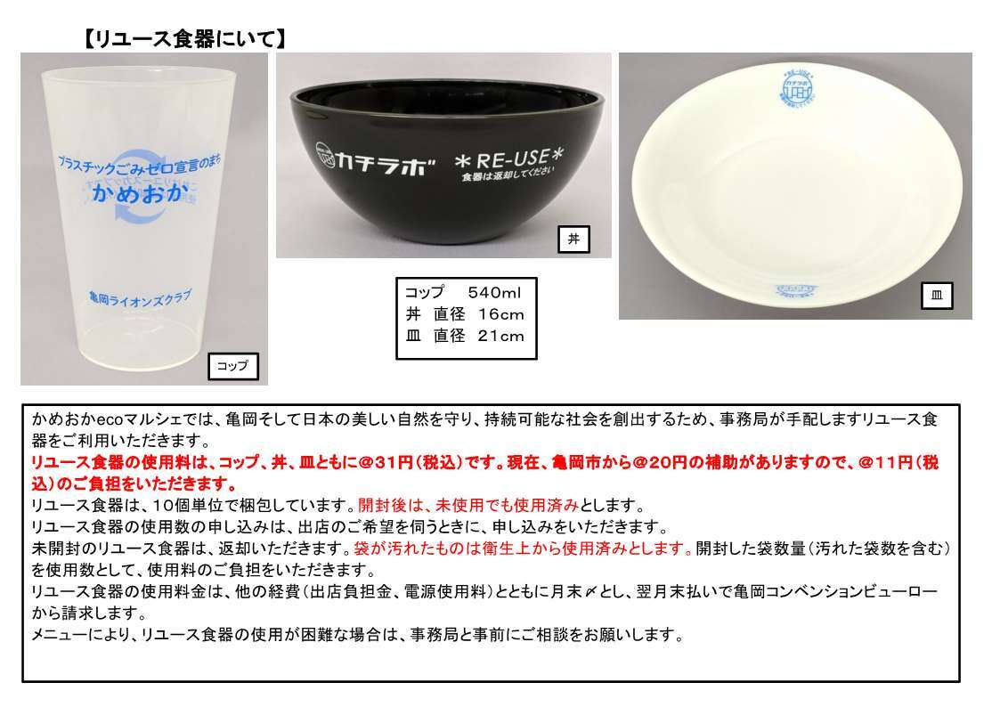 【リユース食器にいて】
プラスチックごみゼロ宣言のまち
かめおか
亀岡ライオンズクラブ
コップ
カチラボ ＊RE-USE＊
食器は返却してください
丼
＊RE-USE＊
カチラボ
皿
コップ　540ml
丼　直径　16cm
皿　直径　21cm
かめおかecoマルシェでは、亀岡そして日本の美しい自然を守り、持続可能な社会を創出するため、事務局が手配しますリユース食
器をご利用いただきます。
リユース食器の使用料は、コップ、丼、皿ともに＠３１円（税込）です。現在、亀岡市から＠２０円の補助がありますので、＠１１円（税
込）のご負担をいただきます。
リユース食器は、１０個単位で梱包しています。開封後は、未使用でも使用済みとします。
リユース食器の使用数の申し込みは、出店のご希望を伺うときに、申し込みをいただきます。
未開封のリユース食器は、返却いただきます。袋が汚れたものは衛生上から使用済みとします。開封した袋数量（汚れた袋数を含む）
を使用数として、使用料のご負担をいただきます。
リユース食器の使用料金は、他の経費（出店負担金、電源使用料）とともに月末〆とし、翌月末払いで亀岡コンベンションビューロー
から請求します。
メニューにより、リユース食器の使用が困難な場合は、事務局と事前にご相談をお願いします。